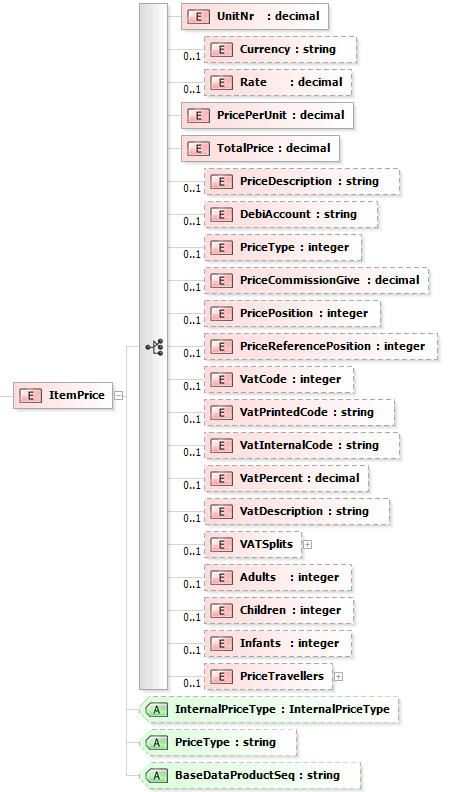 E UnitNr : decimal
0..1 E Currency : string
0..1 E Rate : decimal
E PricePerUnit : decimal
E TotalPrice : decimal
0..1 E PriceDescription : string
0..1 E DebiAccount : string
0..1 E PriceType : integer
0..1 E PriceCommissionGive : decimal
0..1 E PricePosition : integer
0..1 E PriceReferencePosition : integer
E ItemPrice
0..1 E VatCode : integer
0..1 E VatPrintedCode : string
0..1 E VatInternalCode : string
0..1 E VatPercent : decimal
0..1 E VatDescription : string
0..1 E VATSplits
0..1 E Adults : integer
0..1 E Children : integer
0..1 E Infants : integer
0..1 E PriceTravellers
A InternalPriceType : InternalPriceType
A PriceType : string
A BaseDataProductSeq : string